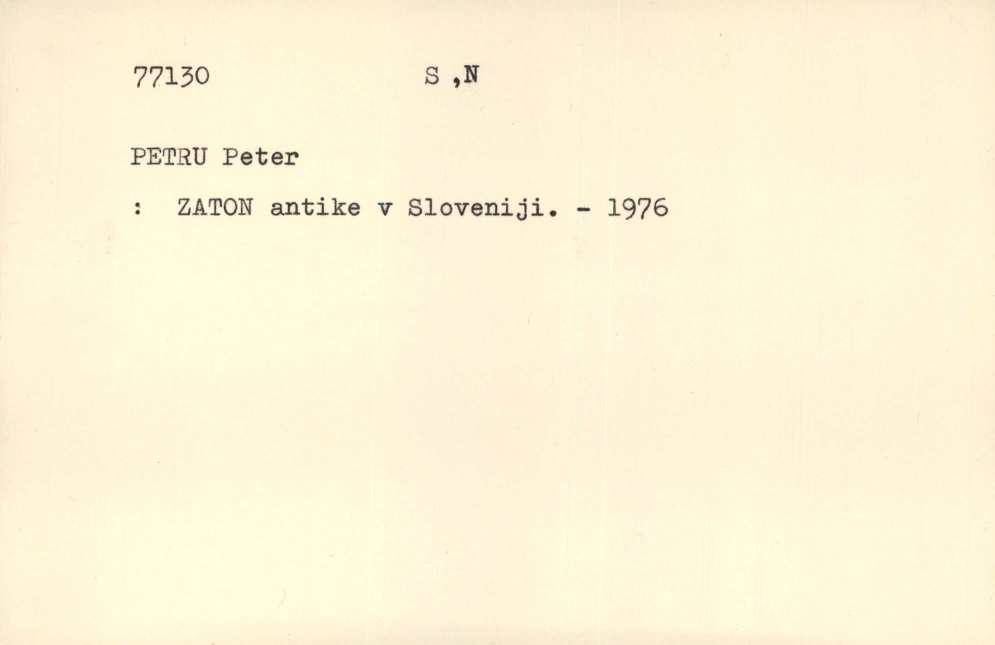 77130 S ,N
PETRU Peter
: ZATON antike v Sloveniji. - 1976